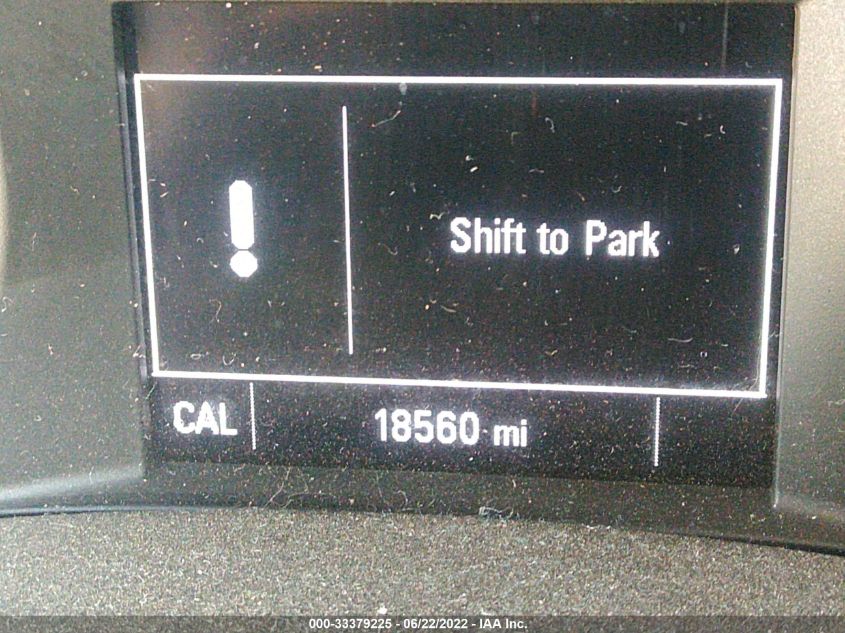 Shift to Park
CAL 18560 mi
000-33379225 - 06/22/2022 - IAA Inc.